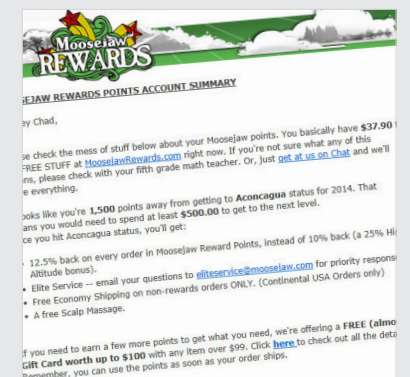 Moosejaw
REWARDS
SEJAW REWARDS POINTS ACCOUNT SUMMARY
ey Chad,
se check the mess of stuff below about your Moosejaw points. You basically have $37.90
FREE STUFF at MoosejawRewards.com right now. If you're not sure what any of this
ns, please check with your fifth grade math teacher. Or, just get at us on Chat and we'll
e everything.
ooks like you're 1,500 points away from getting to Aconcagua status for 2014. That
ans you would need to spend at least $500.00 to get to the next level.
ce you hit Aconcagua status, you'll get:
• 12.5% back on every order in Moosejaw Reward Points, instead of 10% back (a 25% Hi
Altitude bonus).
• Elite Service -- email your questions to eliteservice@moosejaw.com for priority respons
• Free Economy Shipping on non-rewards orders ONLY. (Continental USA Orders only)
• A free Scalp Massage.
f you need to earn a few more points to get what you need, we're offering a FREE (almo
Gift Card worth up to $100 with any item over $99. Click here to check out all the deta
Remember, you can use the points as soon as your order ships.